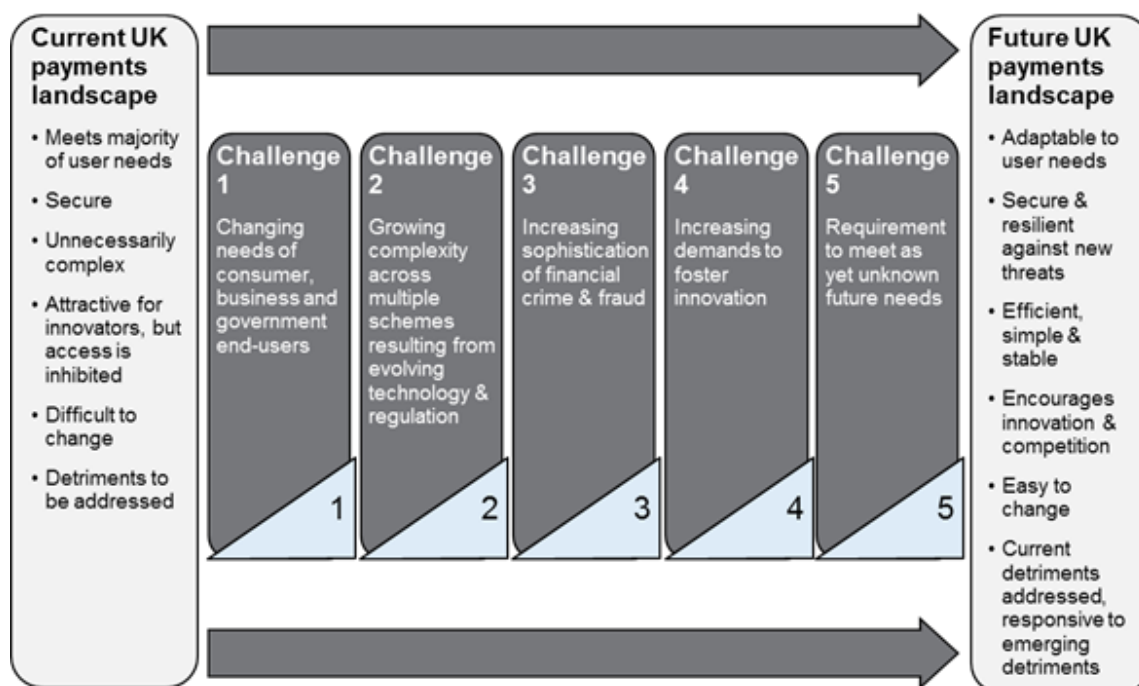 Current UK
payments
landscape
• Meets majority
of user needs
• Secure
• Unnecessarily
complex
• Attractive for
innovators, but
access is
inhibited
• Difficult to
change
• Detriments to
be addressed
Challenge
1
Changing
needs of
consumer,
business and
government
end-users
1
Challenge
2
Growing
complexity
across
multiple
schemes
resulting from
evolving
technology &
regulation
2
Challenge
3
Increasing
sophistication
of financial
crime & fraud
3
Challenge
4
Increasing
demands to
foster
innovation
4
Challenge
5
Requirement
to meet as
yet unknown
future needs
5
Future UK
payments
landscape
• Adaptable to
user needs
• Secure &
resilient
against new
threats
• Efficient,
simple &
stable
• Encourages
innovation &
competition
• Easy to
change
• Current
detriments
addressed,
responsive to
emerging
detriments